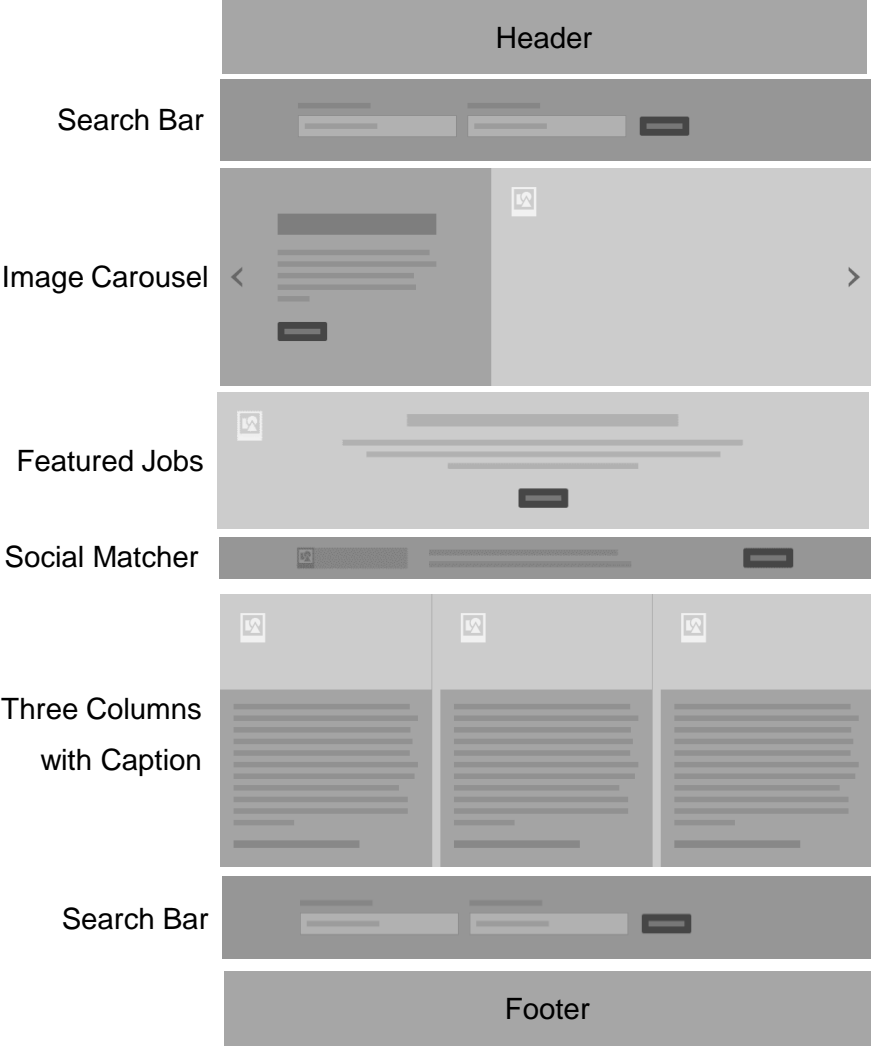 Header
Search Bar
Image Carousel
Featured Jobs
Social Matcher
Three Columns
with Caption
Search Bar
Footer